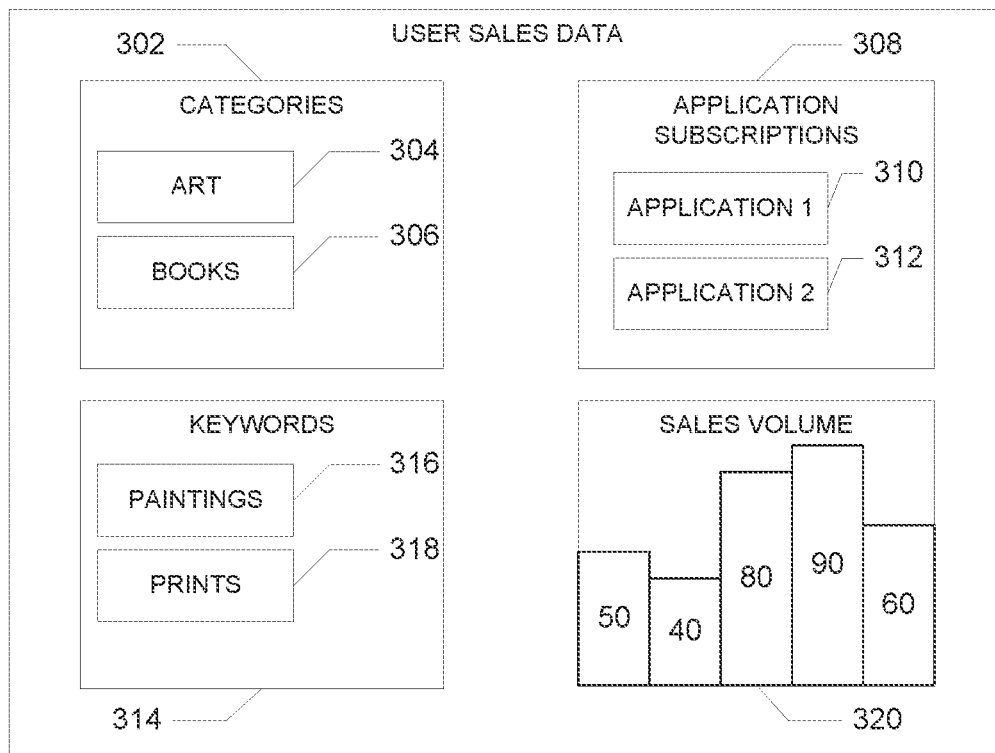 USER SALES DATA
302
308
CATEGORIES
ART
304
BOOKS
306
APPLICATION
SUBSCRIPTIONS
APPLICATION 1
310
APPLICATION 2
312
KEYWORDS
PAINTINGS
316
PRINTS
318
314
SALES VOLUME
50
40
80
90
60
320